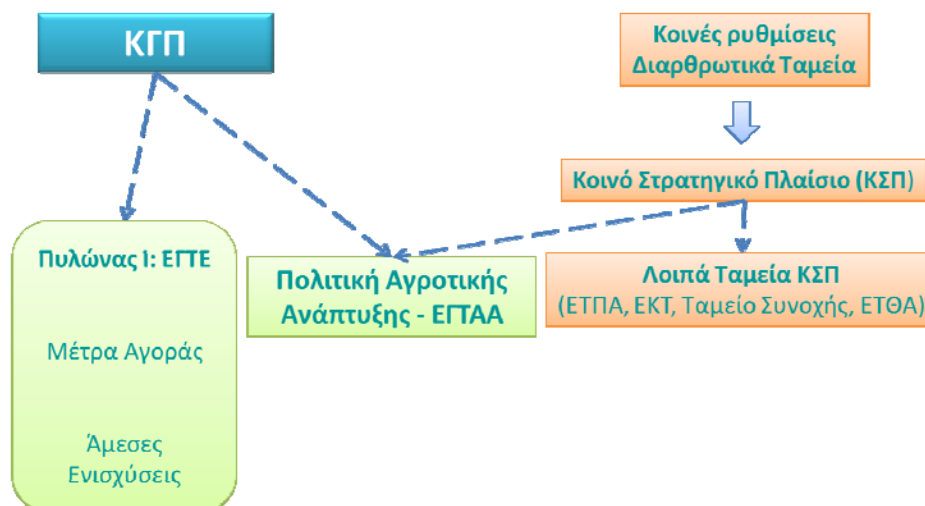 ΚΓΠ
Κοινές ρυθμίσεις
Διαρθρωτικά Ταμεία
Κοινό Στρατηγικό Πλαίσιο (ΚΣΠ)
Πυλώνας Ι: ΕΓΤΕ
Μέτρα Αγοράς
Άμεσες
Ενισχύσεις
Πολιτική Αγροτικής
Ανάπτυξης - ΕΓΤΑΑ
Λοιπά Ταμεία ΚΣΠ
(ΕΤΠΑ, ΕΚΤ, Ταμείο Συνοχής, ΕΤΘΑ)